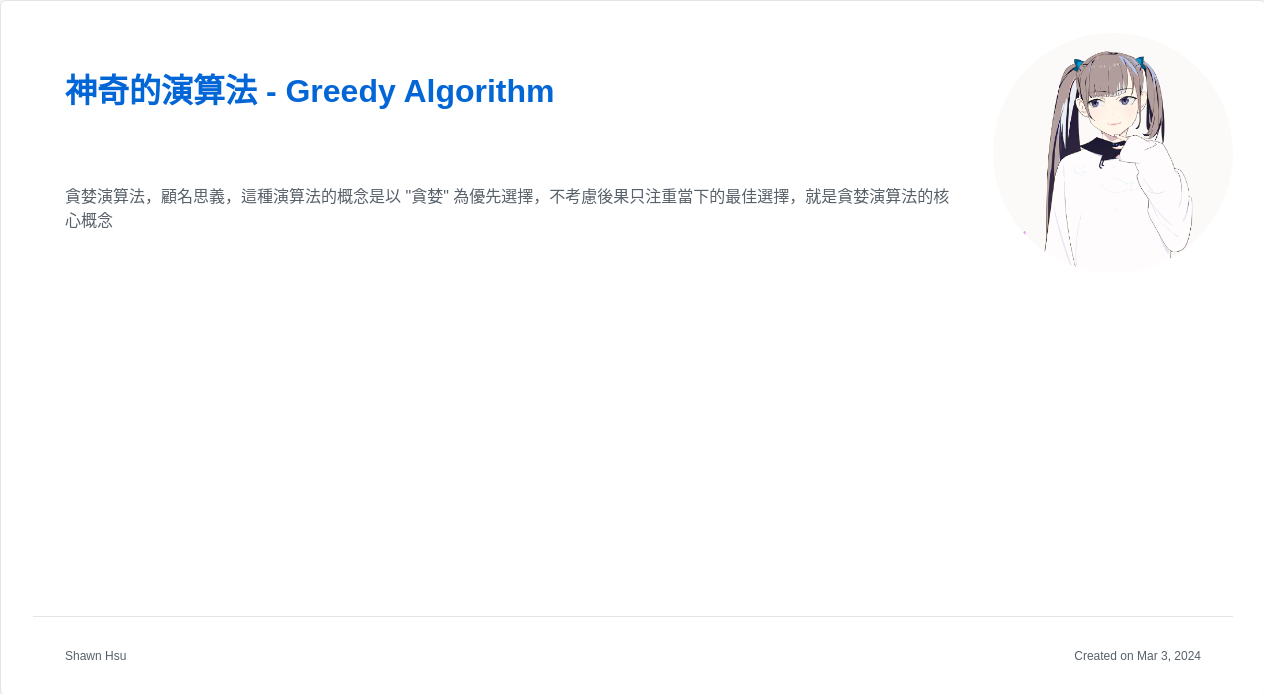 神奇的演算法 - Greedy Algorithm
貪婪演算法，顧名思義，這種演算法的概念是以 "貪婪" 為優先選擇，不考慮後果只注重當下的最佳選擇，就是貪婪演算法的核
心概念
Shawn Hsu
Created on Mar 3, 2024